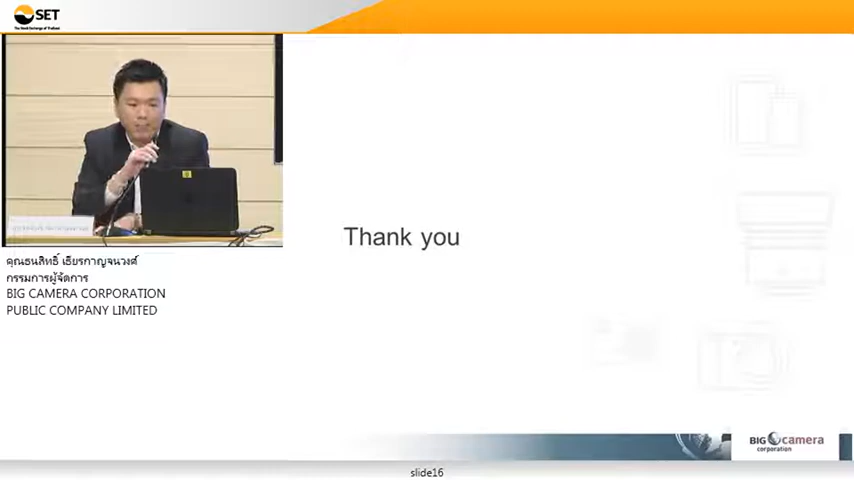 SET
The Stock Exchange of Thailand
Thank you
คุณธนสิทธิ์ เธียรกาญจนวงศ์
กรรมการผู้จัดการ
BIG CAMERA CORPORATION
PUBLIC COMPANY LIMITED
BIG camera
corporation
slide16